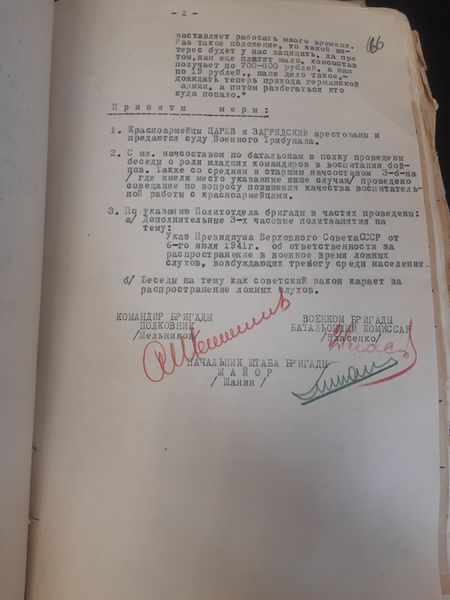 - 2 -
166
заставляет работать много времени.
Раз такое положение, то какой ин-
терес будет у нас защищать, да при
том, нам еще платят мало, комсостав
получает по 700-800 рублей, а нам
по 19 рублей., наше дело такое,-
дожидать теперь прихода германской
армии, а потом разбегаться кто
куда попало."
Приняты меры:
1. Красноармейцы ЦАРЕВ и ЗАГРЯДСКИЙ арестованы и
предаются суду Военного Трибунала.
2. С мл. начсоставом по батальонам в полку проведены
беседы о роли младших командиров в воспитании бой-
цов. Также со средним и старшим начсоставом 3-б-на
/ где имели место указанные выше случаи/ проведено
совещание по вопросу повышения качества воспитатель-
ной работы с красноармейцами.
3. По указанию Политотдела бригады в частях проведены:
а/ Дополнительные 3-х часовые политзанятия на
тему:
Указ Президиума Верховного Совета СССР от
6-го июля 1941г. об ответственности за
распространение в военное время ложных
слухов, возбуждающих тревогу среди населения.
б/ Беседы на тему как советский закон карает за
распространение ложных слухов.
КОМАНДИР БРИГАДЫ ВОЕНКОМ БРИГАДЫ
ПОЛКОВНИК БАТАЛЬОННЫЙ КОМИССАР
/Мельников/ /Власенко/
НАЧАЛЬНИК ШТАБА БРИГАДЫ
МАЙОР
/ Шанин/